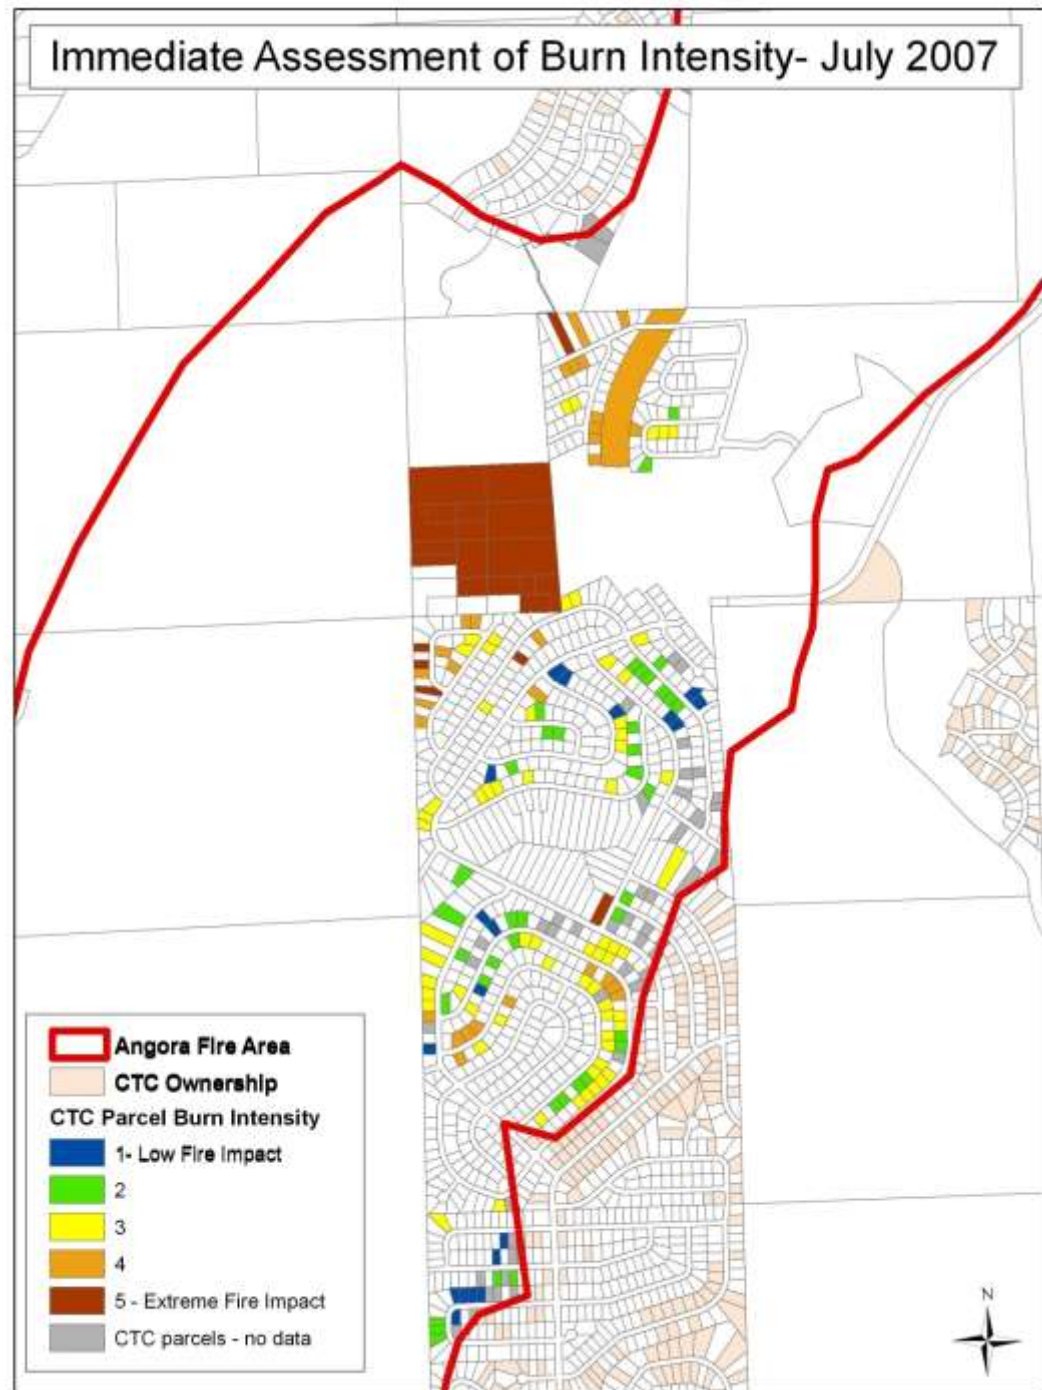 Immediate Assessment of Burn Intensity- July 2007
Angora Fire Area
CTC Ownership
CTC Parcel Burn Intensity
1- Low Fire Impact
2
3
4
5 - Extreme Fire Impact
CTC parcels - no data
N